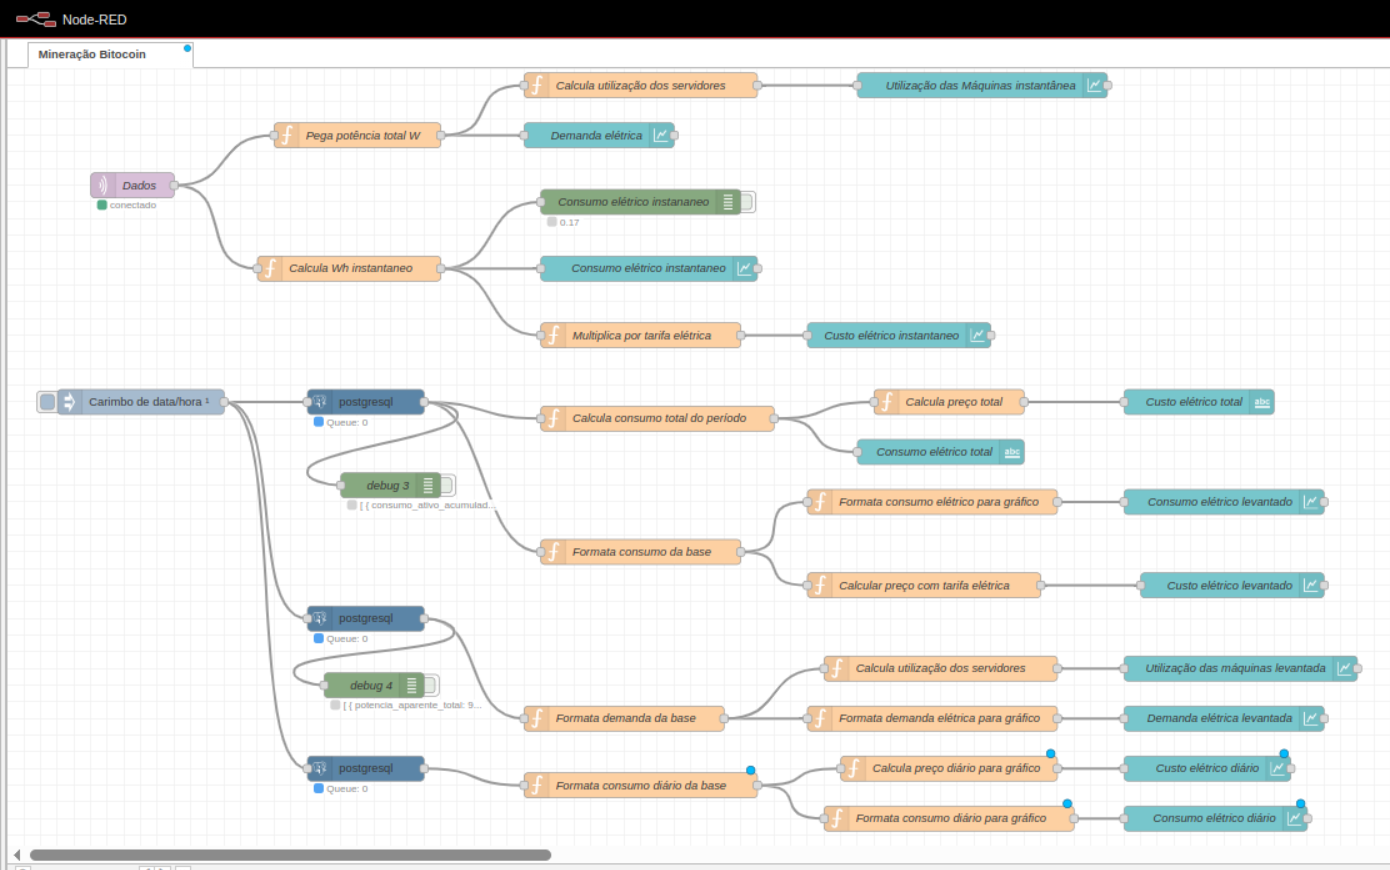 Node-RED
Mineração Bitocoin
Calcula utilização dos servidores
Utilização das Máquinas instantânea
Pega potência total W
Demanda elétrica
Dados
conectado
Consumo elétrico instananeo
0.17
Calcula Wh instantaneo
Consumo elétrico instantaneo
Multiplica por tarifa elétrica
Custo elétrico instantaneo
Carimbo de data/hora ¹
postgresql
Queue: 0
Calcula consumo total do período
Calcula preço total
Custo elétrico total
abc
Consumo elétrico total
abc
debug 3
[ { consumo_ativo_acumulad...
Formata consumo elétrico para gráfico
Consumo elétrico levantado
Formata consumo da base
Calcular preço com tarifa elétrica
Custo elétrico levantado
postgresql
Queue: 0
debug 4
[ { potencia_aparente_total: 9...
Calcula utilização dos servidores
Utilização das máquinas levantada
Formata demanda da base
Formata demanda elétrica para gráfico
Demanda elétrica levantada
postgresql
Queue: 0
Formata consumo diário da base
Calcula preço diário para gráfico
Custo elétrico diário
Formata consumo diário para gráfico
Consumo elétrico diário